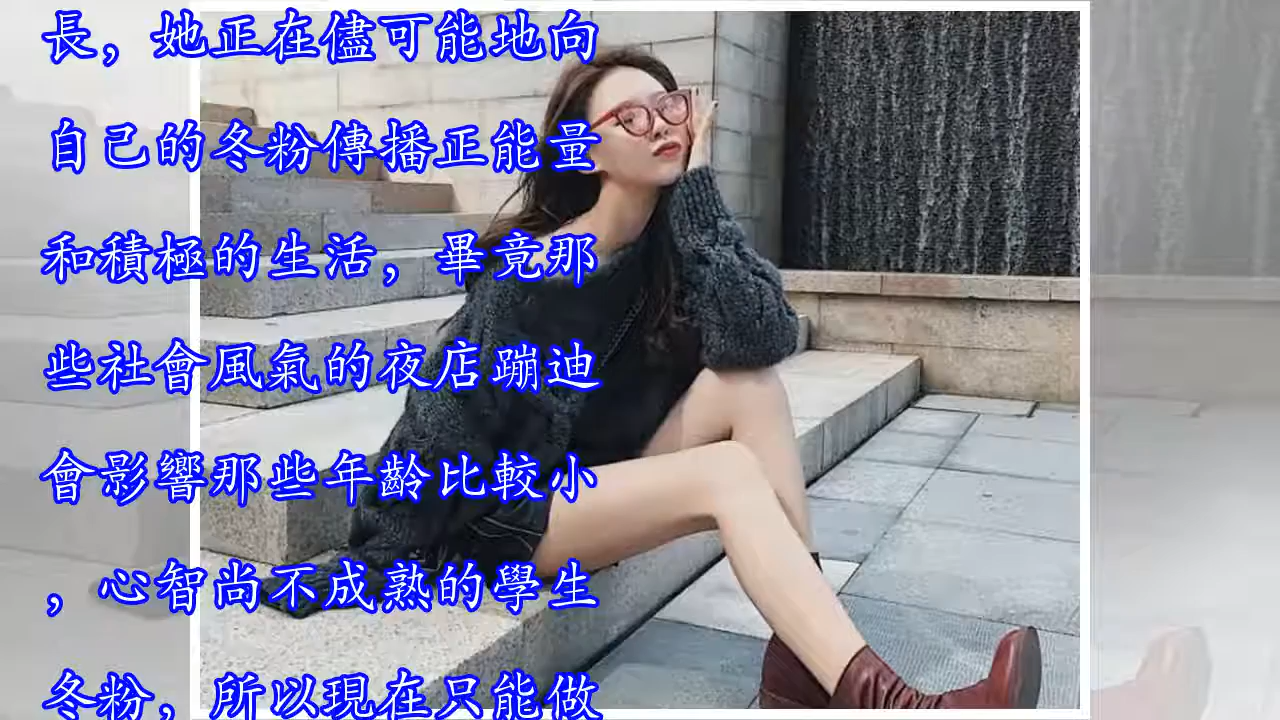 長，她正在儘可能地向
自己的冬粉傳播正能量
和積極的生活，畢竟那
些社會風氣的夜店蹦迪
會影響那些年齡比較小
，心智尚不成熟的學生
冬粉，所以現在只能做